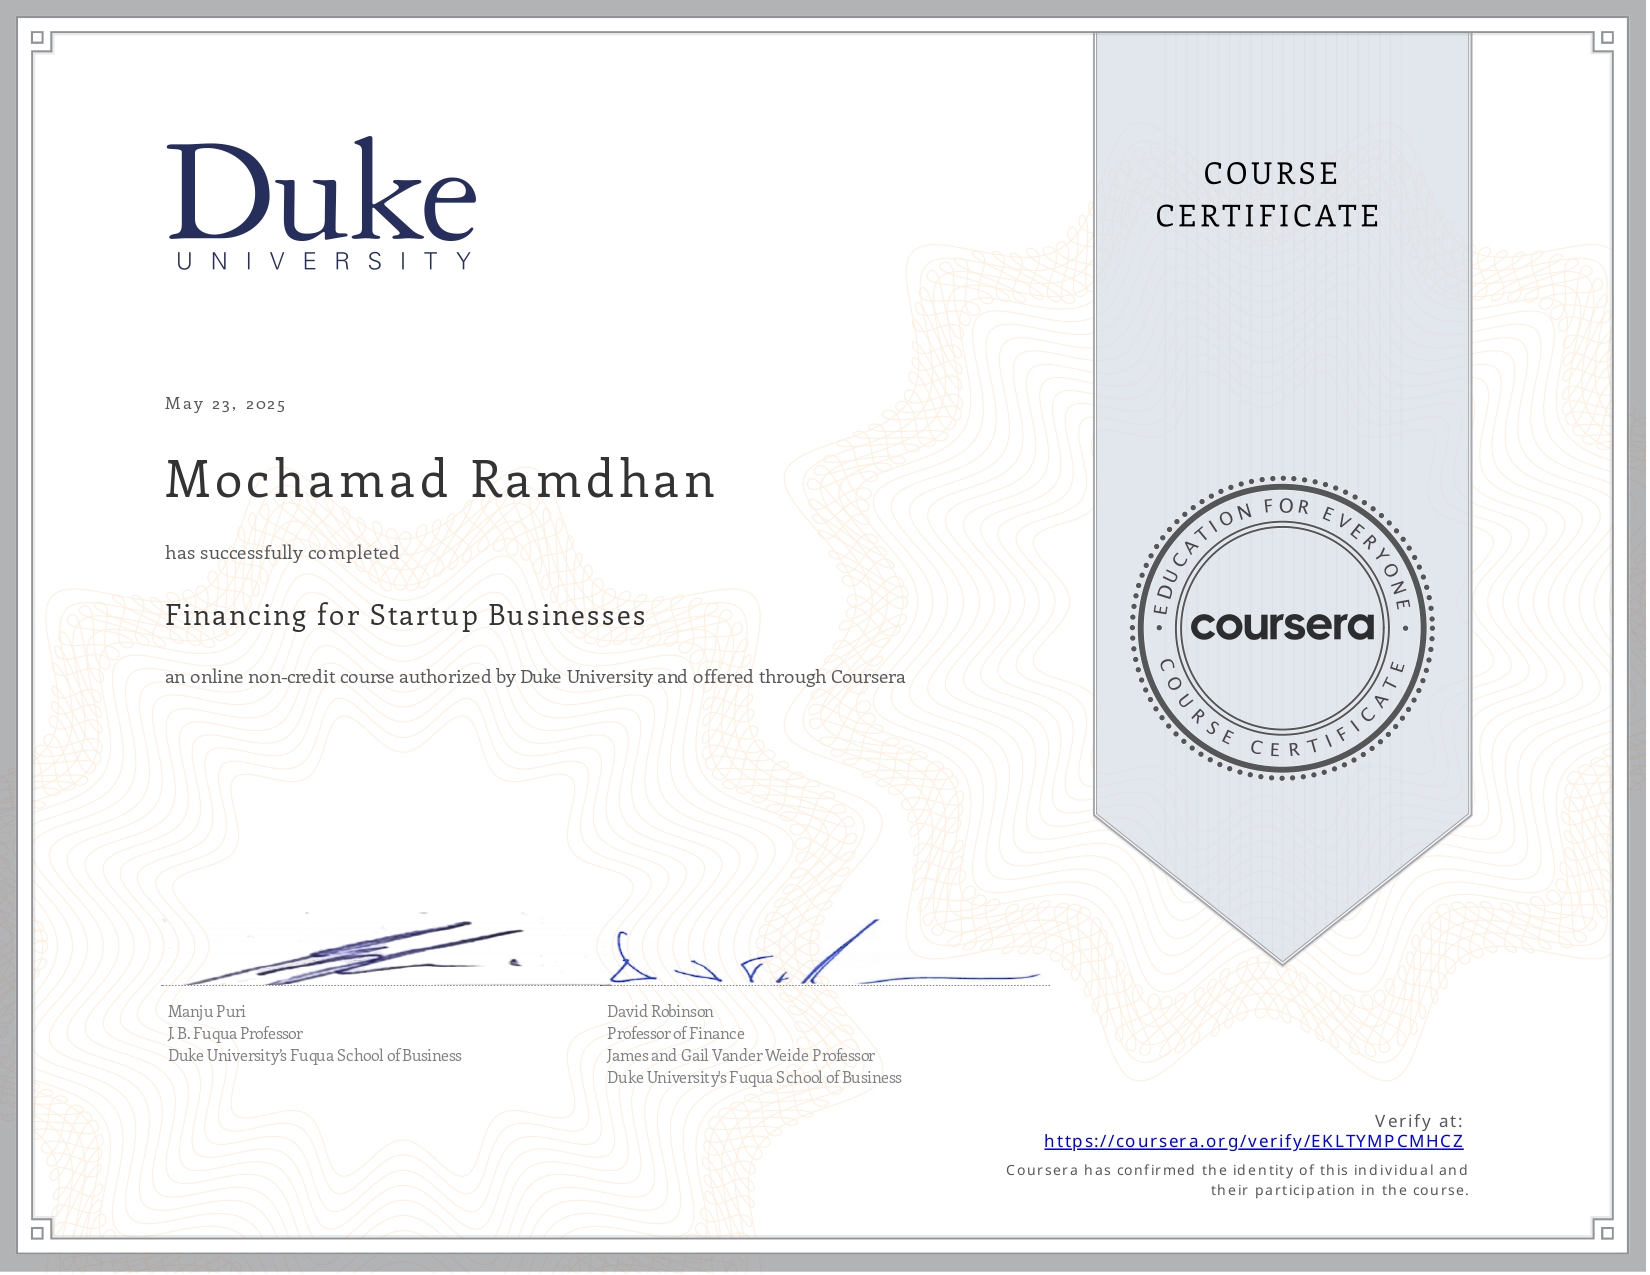 Duke
UNIVERSITY
COURSE
CERTIFICATE
May 23, 2025
Mochamad Ramdhan
has successfully completed
Financing for Startup Businesses
an online non-credit course authorized by Duke University and offered through Coursera
EDUCATION FOR EVERYONE
coursera
COURSE CERTIFICATE
Manju Puri
J. B. Fuqua Professor
Duke University's Fuqua School of Business
David Robinson
Professor of Finance
James and Gail Vander Weide Professor
Duke University's Fuqua School of Business
Verify at:
https://coursera.org/verify/EKLTYMPCMHCZ
Coursera has confirmed the identity of this individual and
their participation in the course.